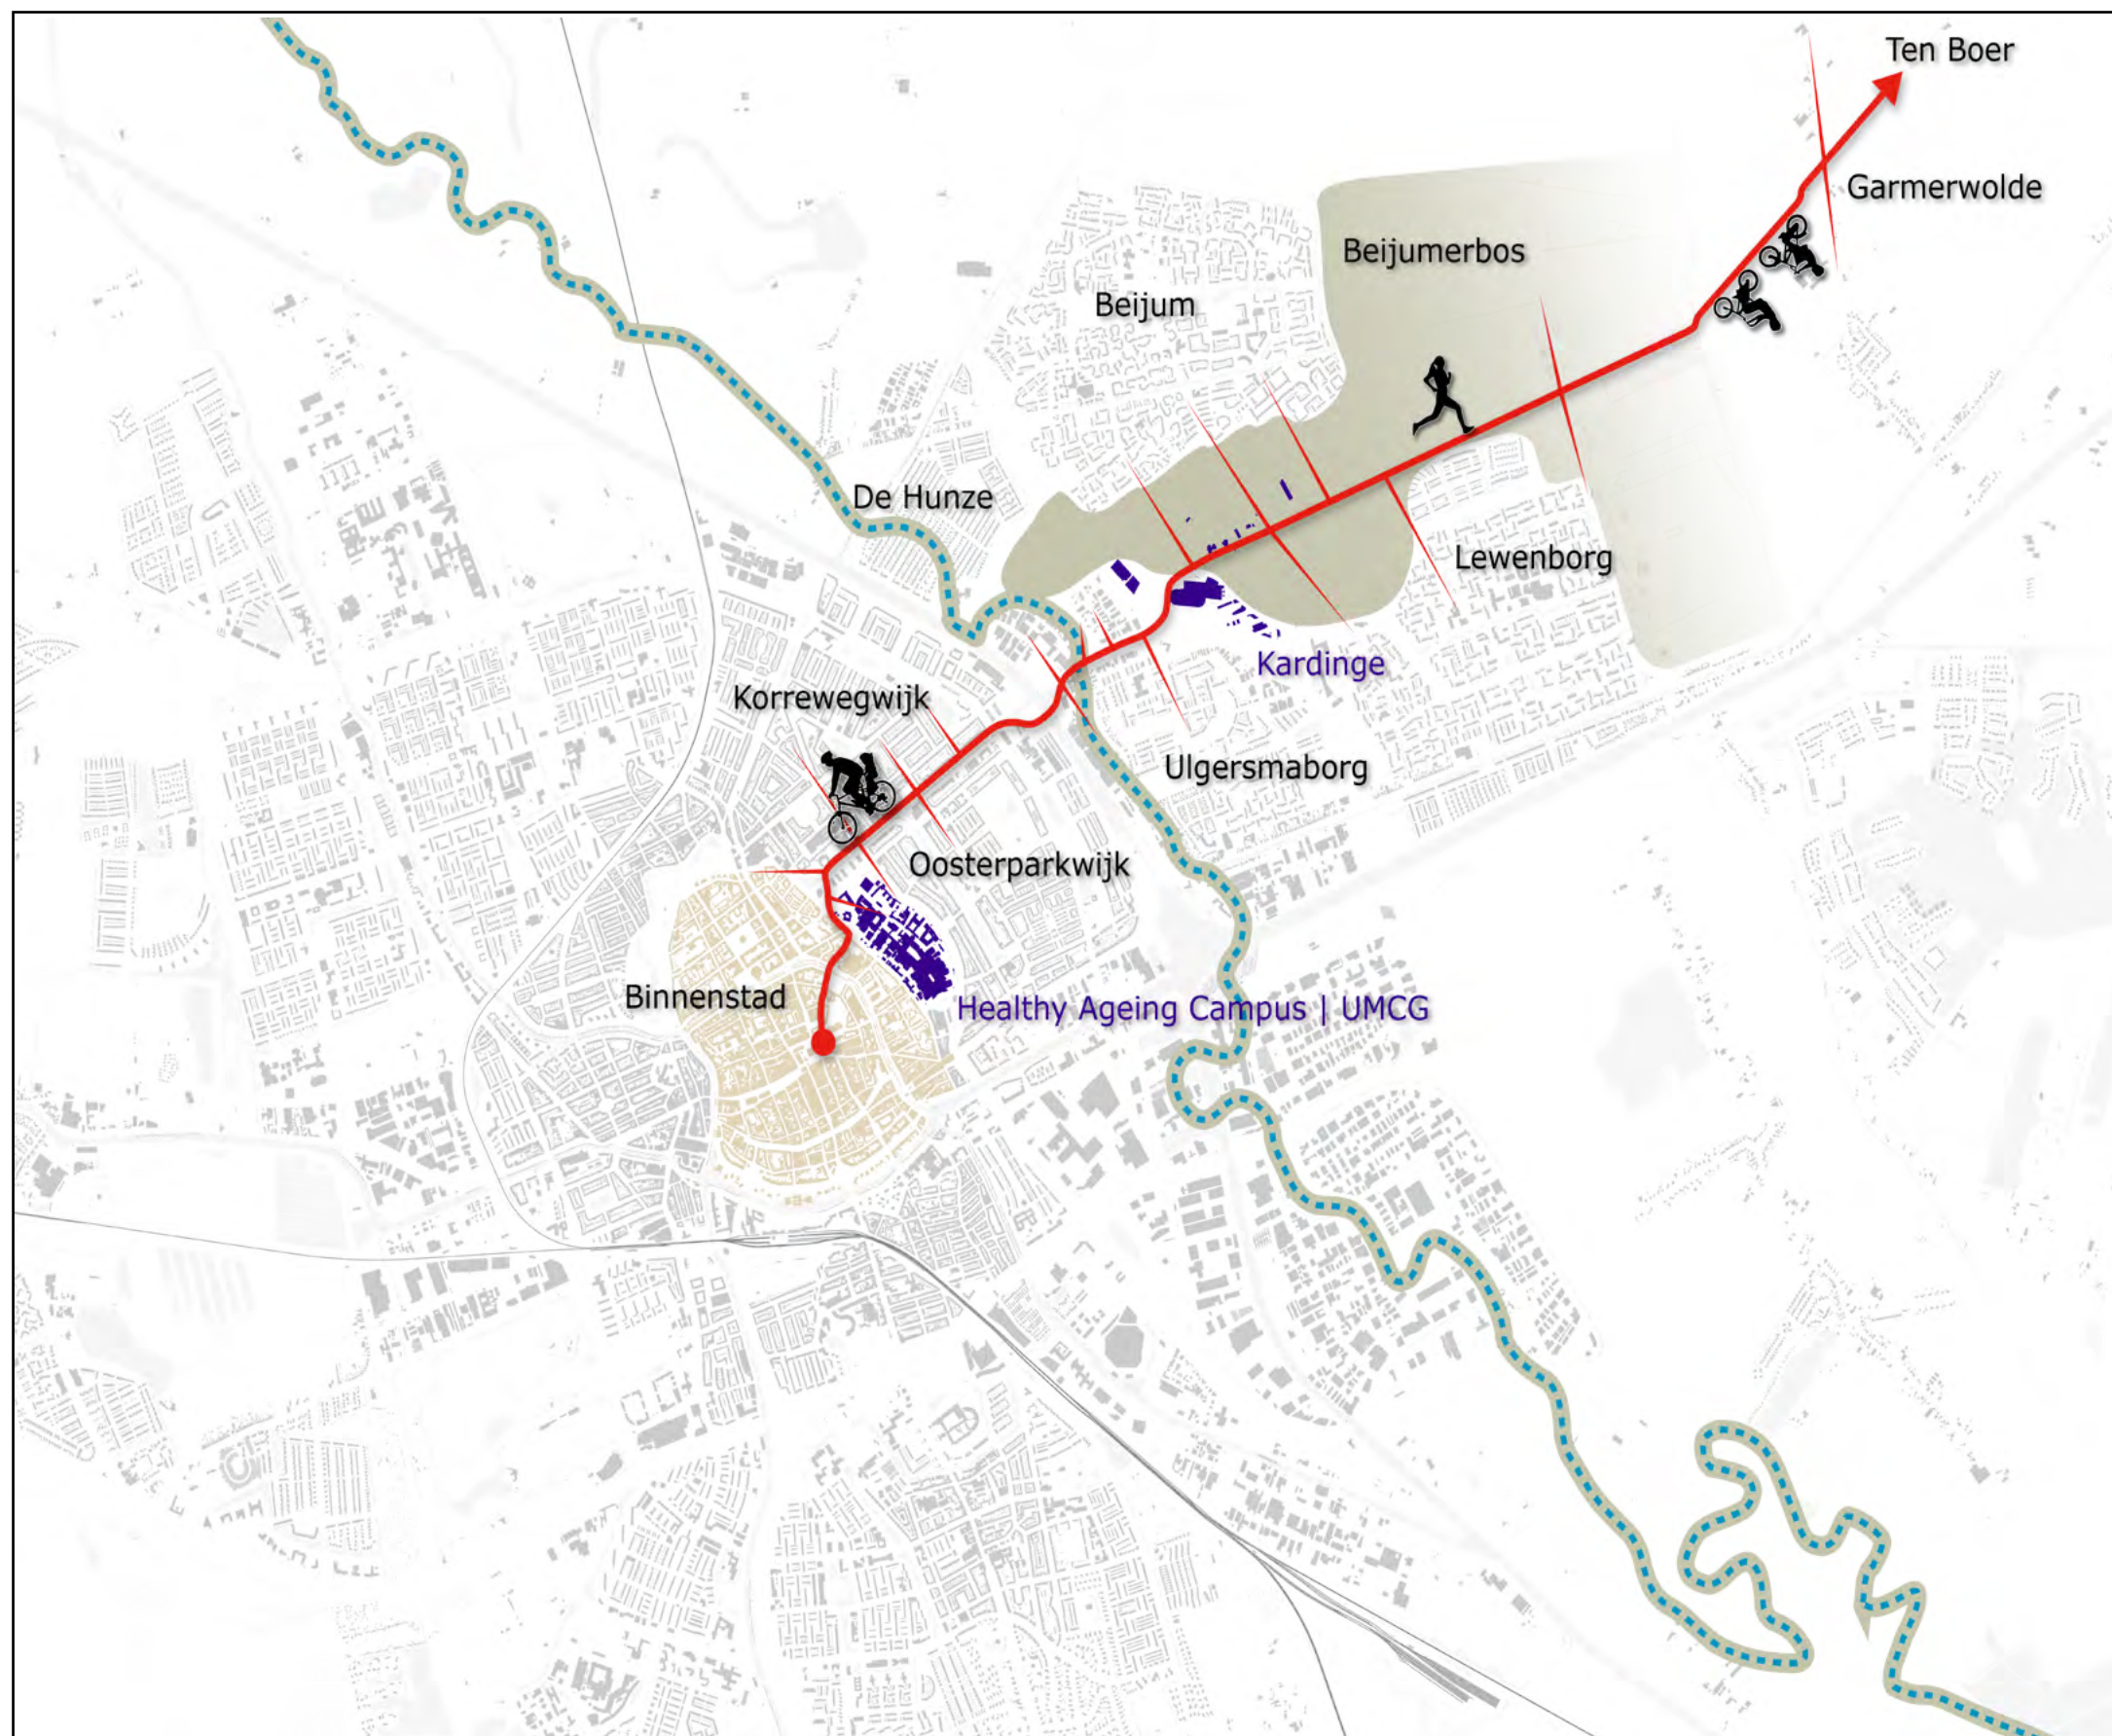 Ten Boer
Garmerwolde
Beijumerbos
Beijum
De Hunze
Lewenborg
Kardinge
Korrewegwijk
Ulgersmaborg
Oosterparkwijk
Binnenstad
Healthy Ageing Campus | UMCG